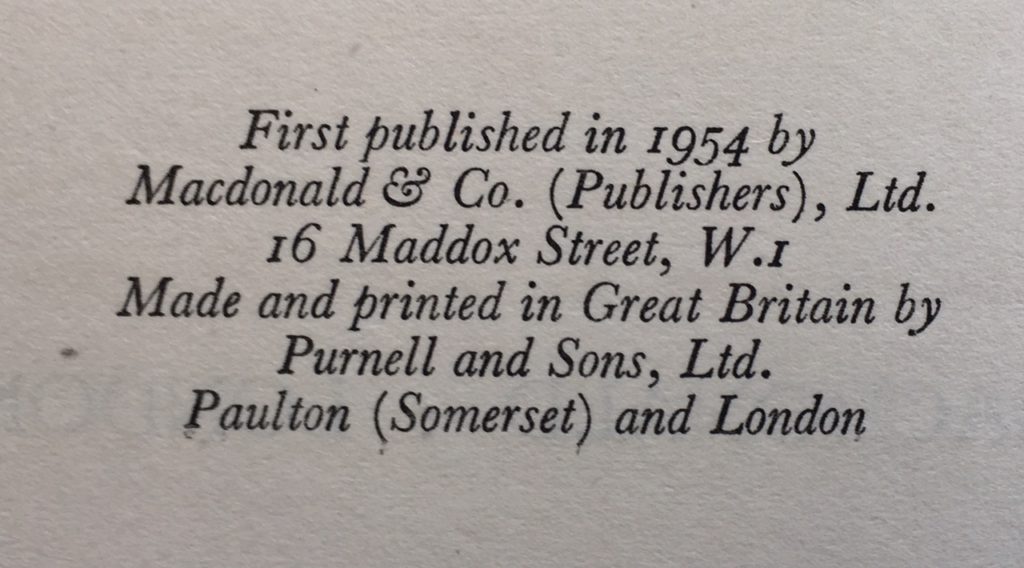 First published in 1954 by
Macdonald & Co. (Publishers), Ltd.
16 Maddox Street, W.1
Made and printed in Great Britain by
Purnell and Sons, Ltd.
Paulton (Somerset) and London